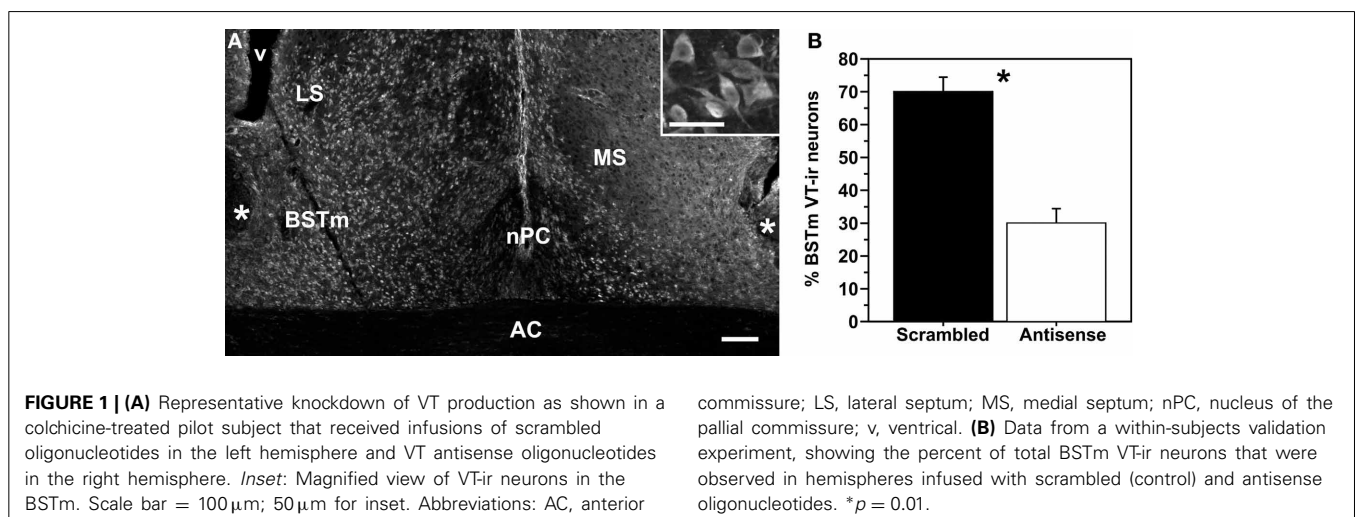 A
v
LS
MS
*
BSTm
nPC
*
AC
B
% BSTm VT-ir neurons
80
70
60
50
40
30
20
10
0
*
Scrambled
Antisense
FIGURE 1 | (A) Representative knockdown of VT production as shown in a
colchicine-treated pilot subject that received infusions of scrambled
oligonucleotides in the left hemisphere and VT antisense oligonucleotides
in the right hemisphere. Inset: Magnified view of VT-ir neurons in the
BSTm. Scale bar = 100 μm; 50 μm for inset. Abbreviations: AC, anterior
commissure; LS, lateral septum; MS, medial septum; nPC, nucleus of the
pallial commissure; v, ventrical. (B) Data from a within-subjects validation
experiment, showing the percent of total BSTm VT-ir neurons that were
observed in hemispheres infused with scrambled (control) and antisense
oligonucleotides. *p = 0.01.